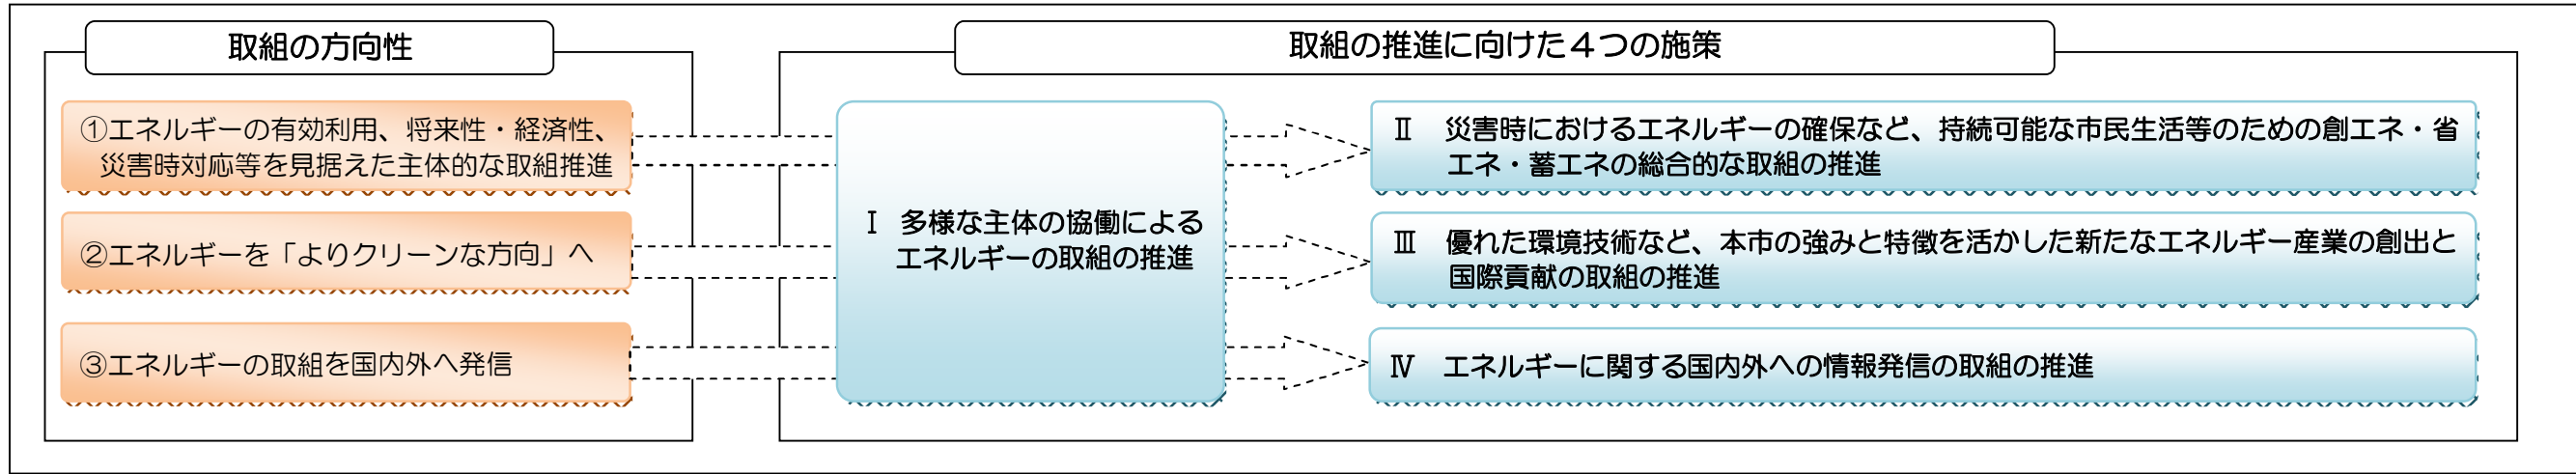 取組の方向性
①エネルギーの有効利用、将来性・経済性、
災害時対応等を見据えた主体的な取組推進
②エネルギーを「よりクリーンな方向」へ
③エネルギーの取組を国内外へ発信
取組の推進に向けた４つの施策
Ⅰ 多様な主体の協働による
エネルギーの取組の推進
Ⅱ 災害時におけるエネルギーの確保など、持続可能な市民生活等のための創エネ・省
エネ・蓄エネの総合的な取組の推進
Ⅲ 優れた環境技術など、本市の強みと特徴を活かした新たなエネルギー産業の創出と
国際貢献の取組の推進
Ⅳ エネルギーに関する国内外への情報発信の取組の推進